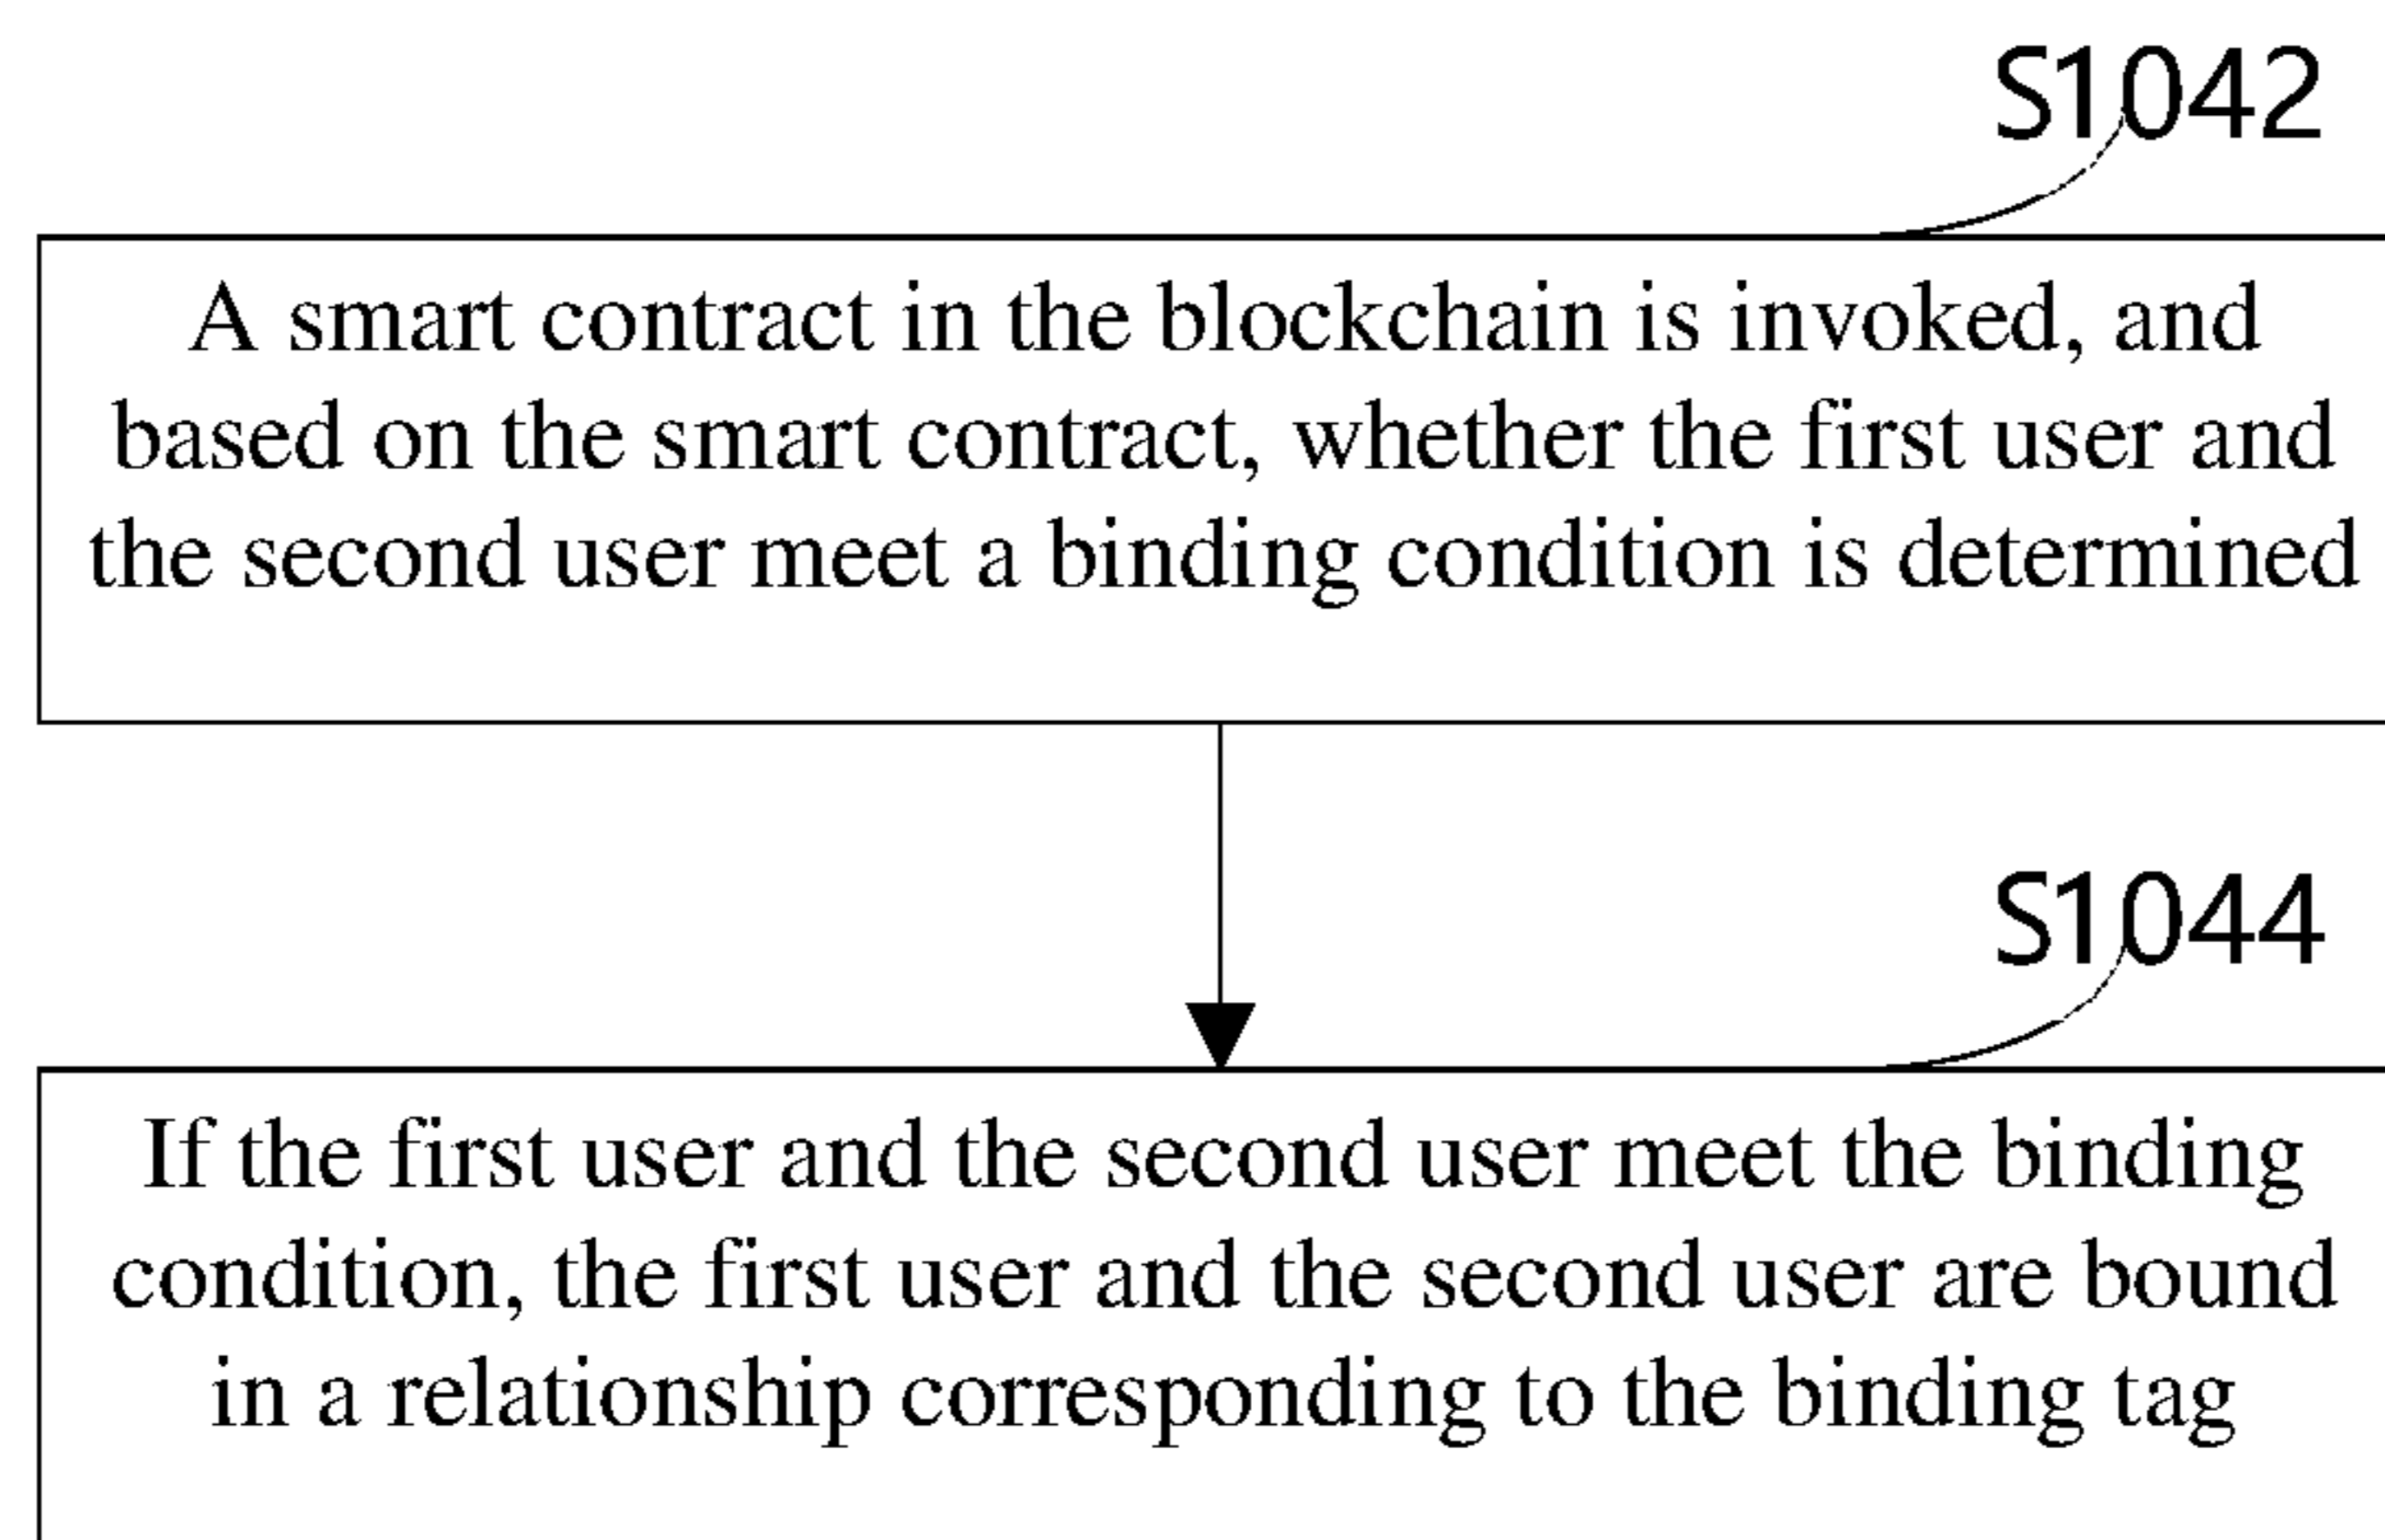 S1042
A smart contract in the blockchain is invoked, and
based on the smart contract, whether the first user and
the second user meet a binding condition is determined
S1044
If the first user and the second user meet the binding
condition, the first user and the second user are bound
in a relationship corresponding to the binding tag